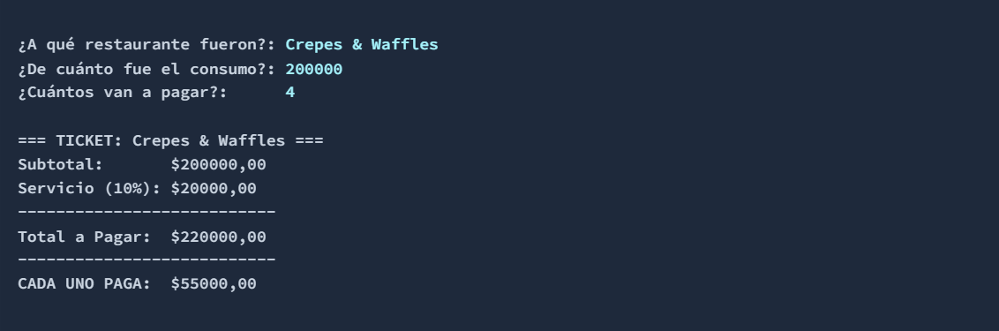 ¿A qué restaurante fueron?: Crepes & Waffles
¿De cuánto fue el consumo?: 200000
¿Cuántos van a pagar?:      4
=== TICKET: Crepes & Waffles ===
Subtotal:       $200000,00
Servicio (10%): $20000,00
---------------------------
Total a Pagar:  $220000,00
---------------------------
CADA UNO PAGA:  $55000,00